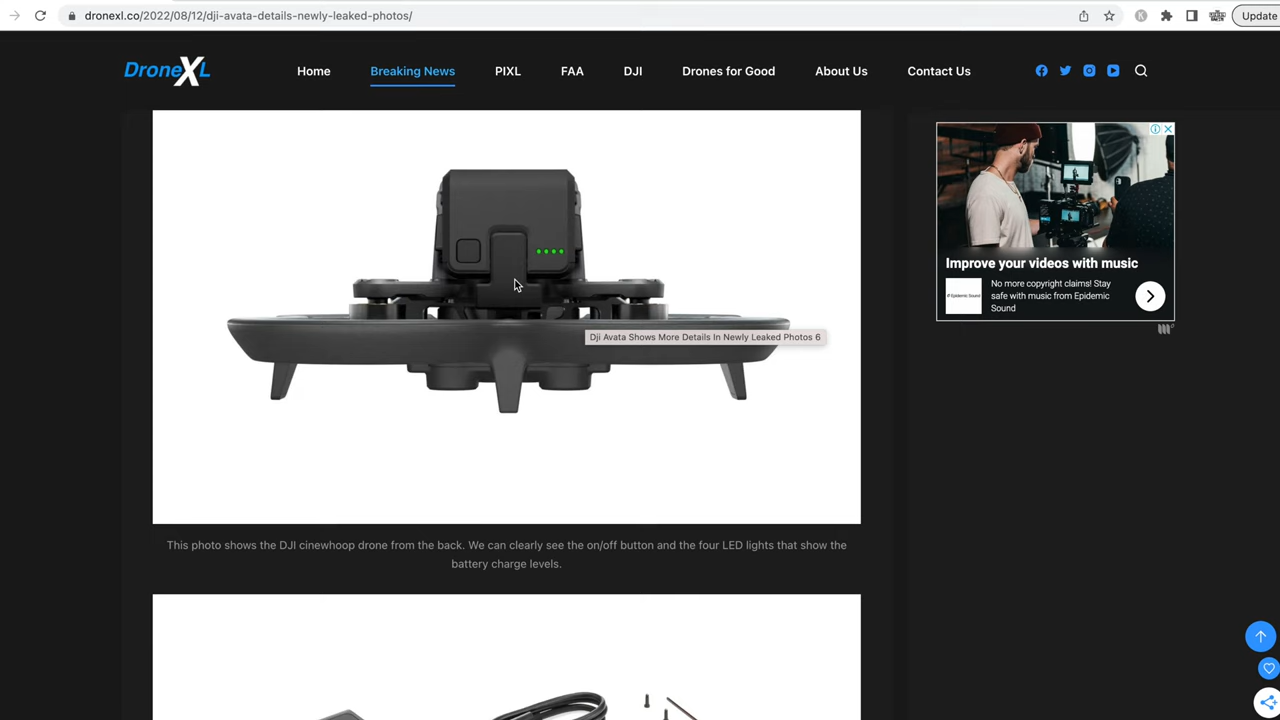 dronexl.co/2022/08/12/dji-avata-details-newly-leaked-photos/
Update
DroneXL
Home
Breaking News
PIXL
FAA
DJI
Drones for Good
About Us
Contact Us
Improve your videos with music
Epidemic Sound
No more copyright claims! Stay
safe with music from Epidemic
Sound
Dji Avata Shows More Details In Newly Leaked Photos 6
This photo shows the DJI cinewhoop drone from the back. We can clearly see the on/off button and the four LED lights that show the
battery charge levels.